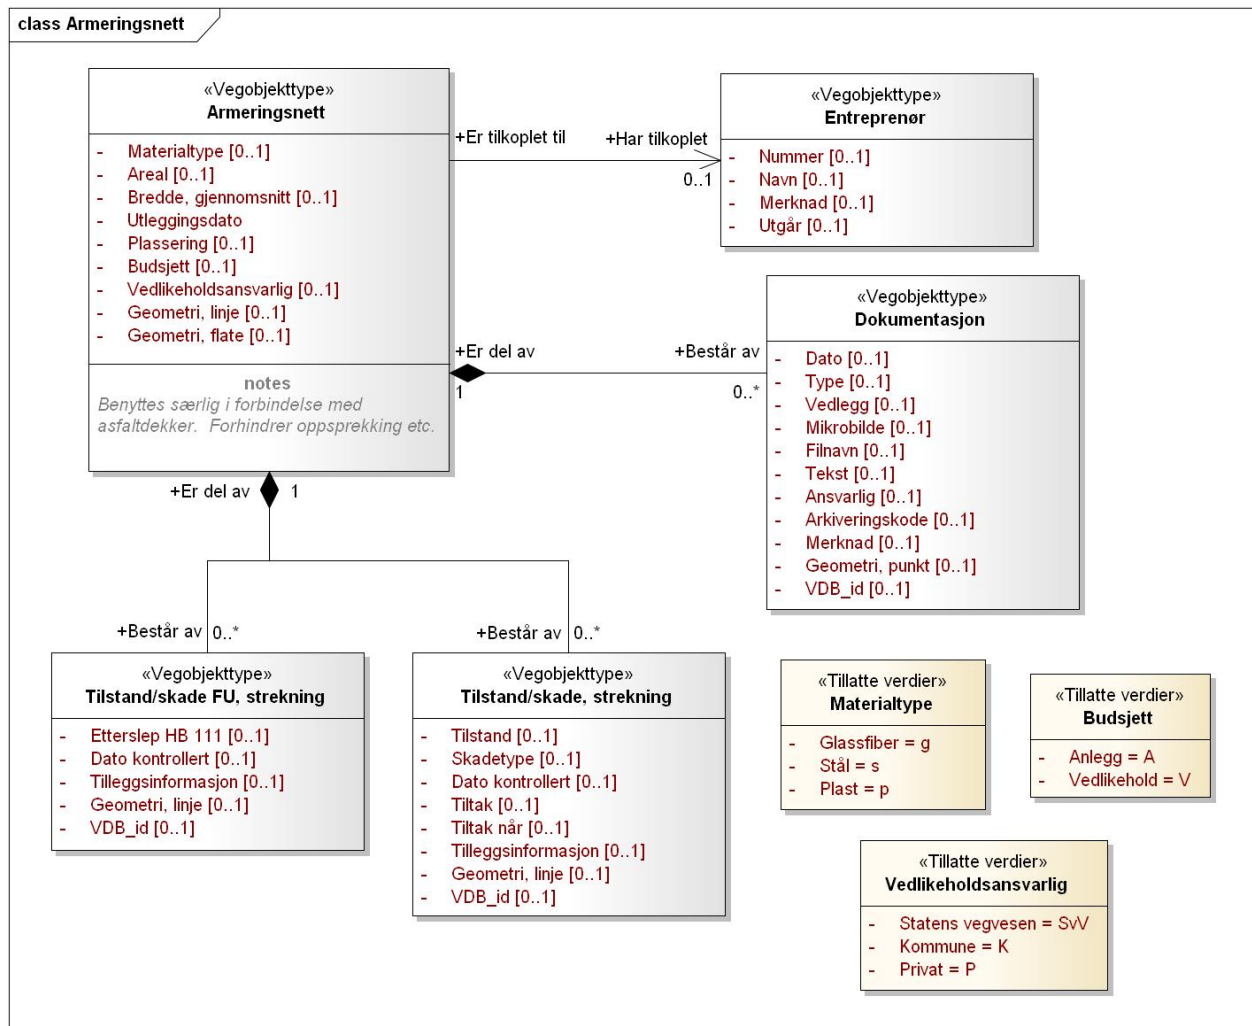 class Armeringsnett
«Vegobjekttype»
Armeringsnett
- Materialtype [0..1]
- Areal [0..1]
- Bredde, gjennomsnitt [0..1]
- Utleggingsdato
- Plassering [0..1]
- Budsjett [0..1]
- Vedlikeholdsansvarlig [0..1]
- Geometri, linje [0..1]
- Geometri, flate [0..1]
notes
Benyttes særlig i forbindelse med
asfaltdekker.  Forhindrer oppsprekking etc.
+Er tilkoplet til
+Har tilkoplet
0..1
«Vegobjekttype»
Entreprenør
- Nummer [0..1]
- Navn [0..1]
- Merknad [0..1]
- Utgår [0..1]
+Er del av
1
+Består av
0..*
«Vegobjekttype»
Dokumentasjon
- Dato [0..1]
- Type [0..1]
- Vedlegg [0..1]
- Mikrobilde [0..1]
- Filnavn [0..1]
- Tekst [0..1]
- Ansvarlig [0..1]
- Arkiveringskode [0..1]
- Merknad [0..1]
- Geometri, punkt [0..1]
- VDB_id [0..1]
+Er del av 1
+Består av 0..*
+Består av 0..*
«Vegobjekttype»
Tilstand/skade FU, strekning
- Etterslep HB 111 [0..1]
- Dato kontrollert [0..1]
- Tilleggsinformasjon [0..1]
- Geometri, linje [0..1]
- VDB_id [0..1]
«Vegobjekttype»
Tilstand/skade, strekning
- Tilstand [0..1]
- Skadetype [0..1]
- Dato kontrollert [0..1]
- Tiltak [0..1]
- Tiltak når [0..1]
- Tilleggsinformasjon [0..1]
- Geometri, linje [0..1]
- VDB_id [0..1]
«Tillatte verdier»
Materialtype
- Glassfiber = g
- Stål = s
- Plast = p
«Tillatte verdier»
Budsjett
- Anlegg = A
- Vedlikehold = V
«Tillatte verdier»
Vedlikeholdsansvarlig
- Statens vegvesen = SvV
- Kommune = K
- Privat = P